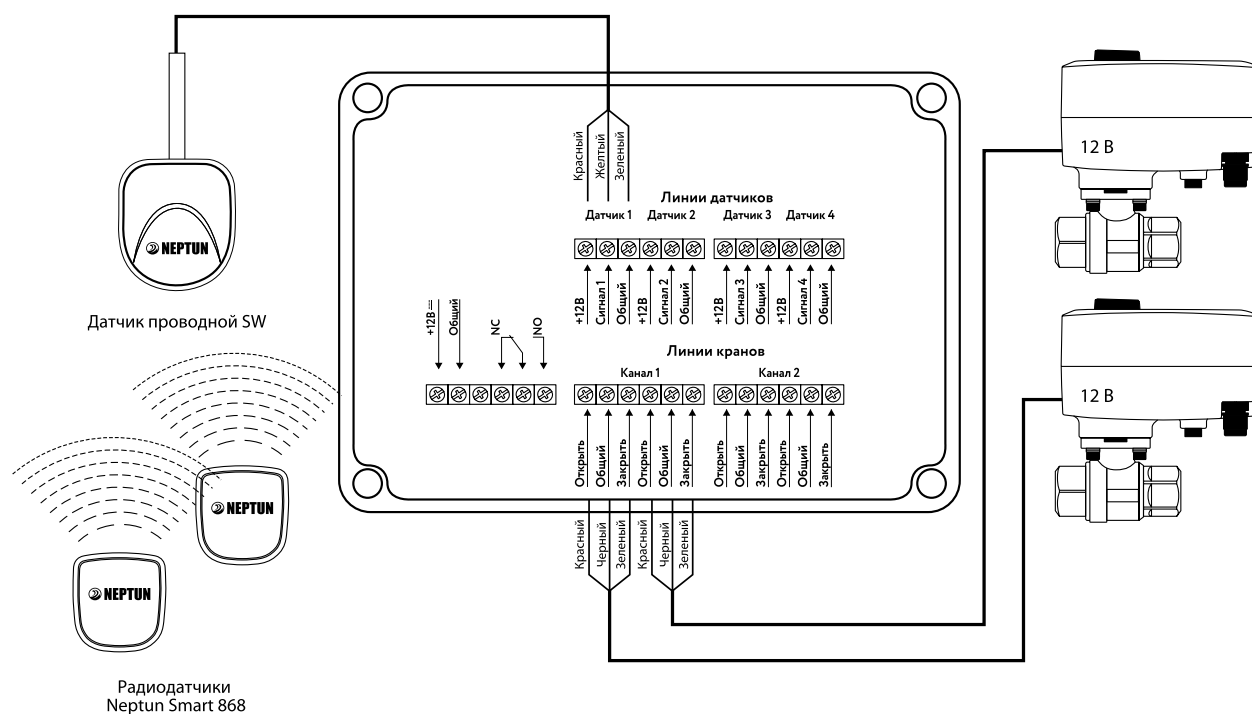 Красный
Желтый
Зеленый
Линии датчиков
Датчик 1
Датчик 2
Датчик 3
Датчик 4
+12В
Сигнал 1
Общий
+12В
Сигнал 2
Общий
+12В
Сигнал 3
Общий
+12В
Сигнал 4
Общий
NEPTUN
Датчик проводной SW
+12В
Общий
NC
NO
Линии кранов
Канал 1
Канал 2
Открыть
Общий
Закрыть
Открыть
Общий
Закрыть
Открыть
Общий
Закрыть
Открыть
Общий
Закрыть
Красный
Черный
Зеленый
Красный
Черный
Зеленый
12 В
12 В
NEPTUN
NEPTUN
Радиодатчики
Neptun Smart 868